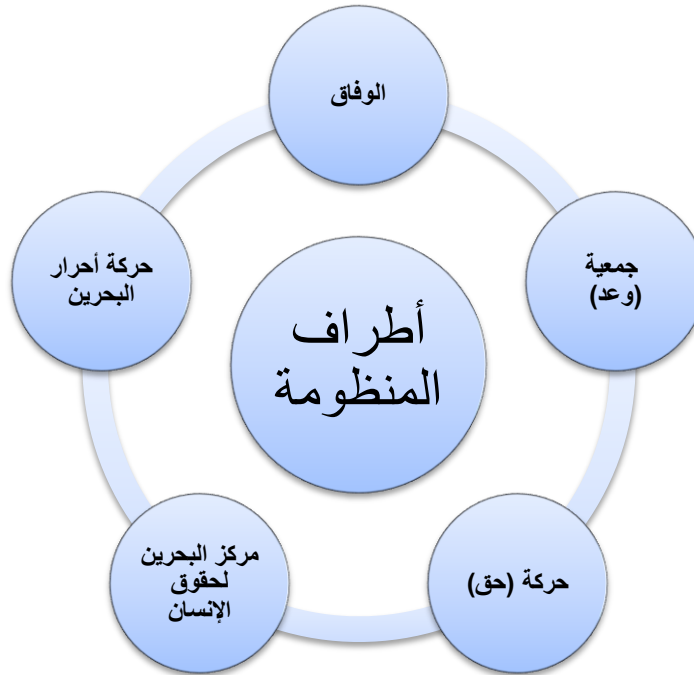 الوفاق
جمعية
(وعد)
حركة (حق)
مركز البحرين
لحقوق
الإنسان
حركة أحرار
البحرين
أطراف
المنظومة